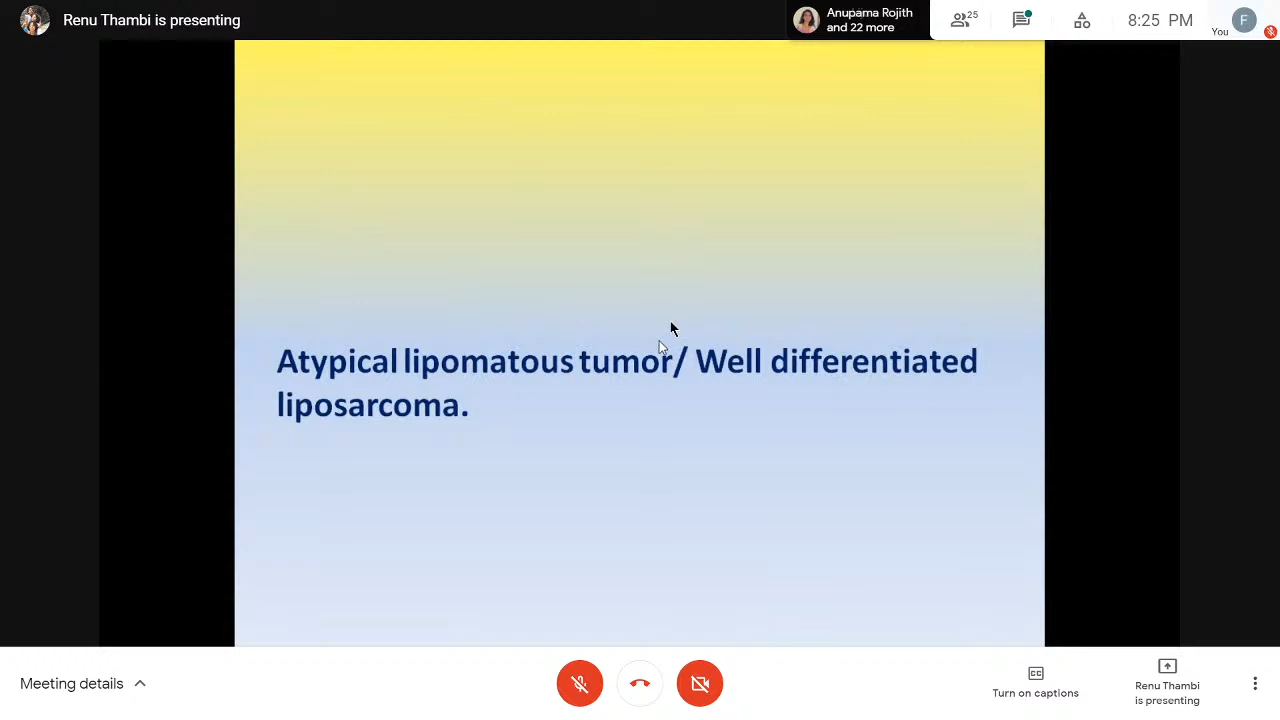 Renu Thambi is presenting
Anupama Rojith
and 22 more
25
8:25 PM
You
F
Atypical lipomatous tumor/ Well differentiated
liposarcoma.
Meeting details
CC
Turn on captions
Renu Thambi
is presenting